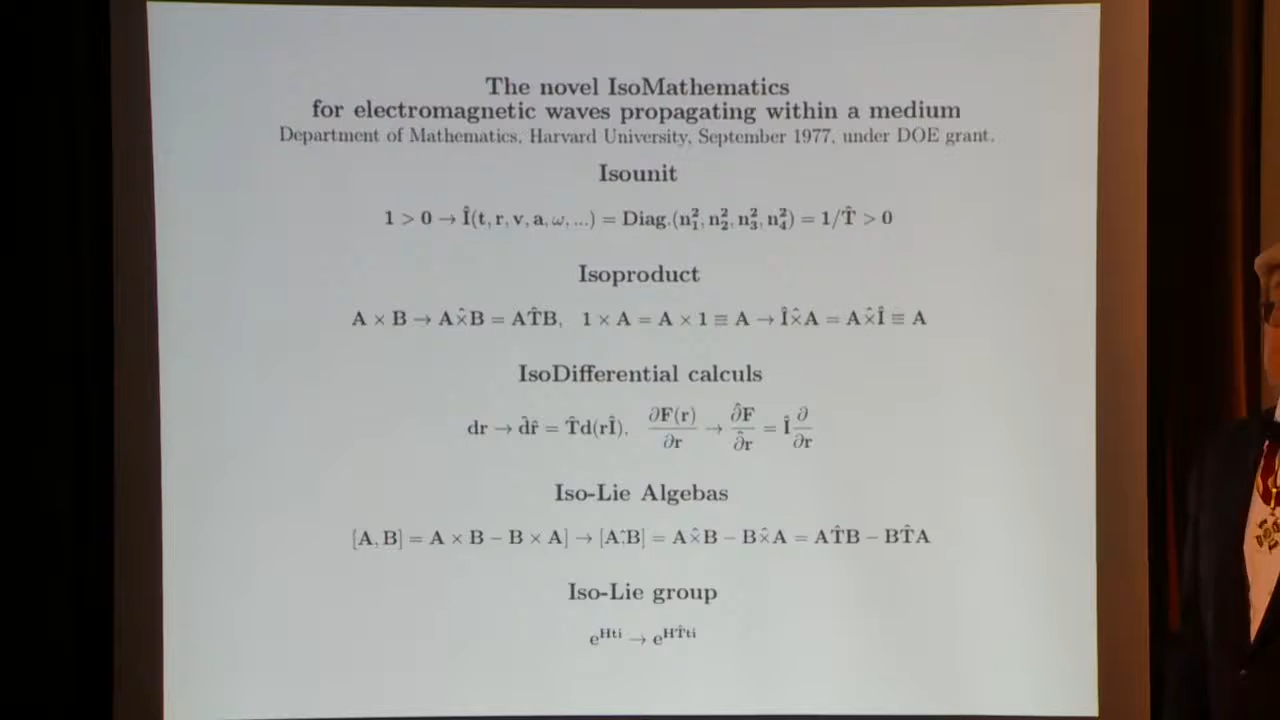 The novel IsoMathematics
for electromagnetic waves propagating within a medium
Department of Mathematics, Harvard University, September 1977, under DOE grant.
Isounit
1 > 0 → Î(t, r, v, a, ω, ...) = Diag.(n₁², n₂², n₃², n₄²) = 1/T̂ > 0
Isoproduct
A × B → A×̂B = AT̂B, 1 × A = A × 1 ≡ A → Î×̂A = A×̂Î ≡ A
IsoDifferential calculs
dr → d̂r̂ = T̂d(rÎ), ∂F(r)/∂r → ∂̂F/∂̂r = Î ∂/∂r
Iso-Lie Algebas
[A, B] = A × B − B × A] → [A,̂B] = A×̂B − B×̂A = AT̂B − BT̂A
Iso-Lie group
e^{Hti} → e^{HT̂ti}